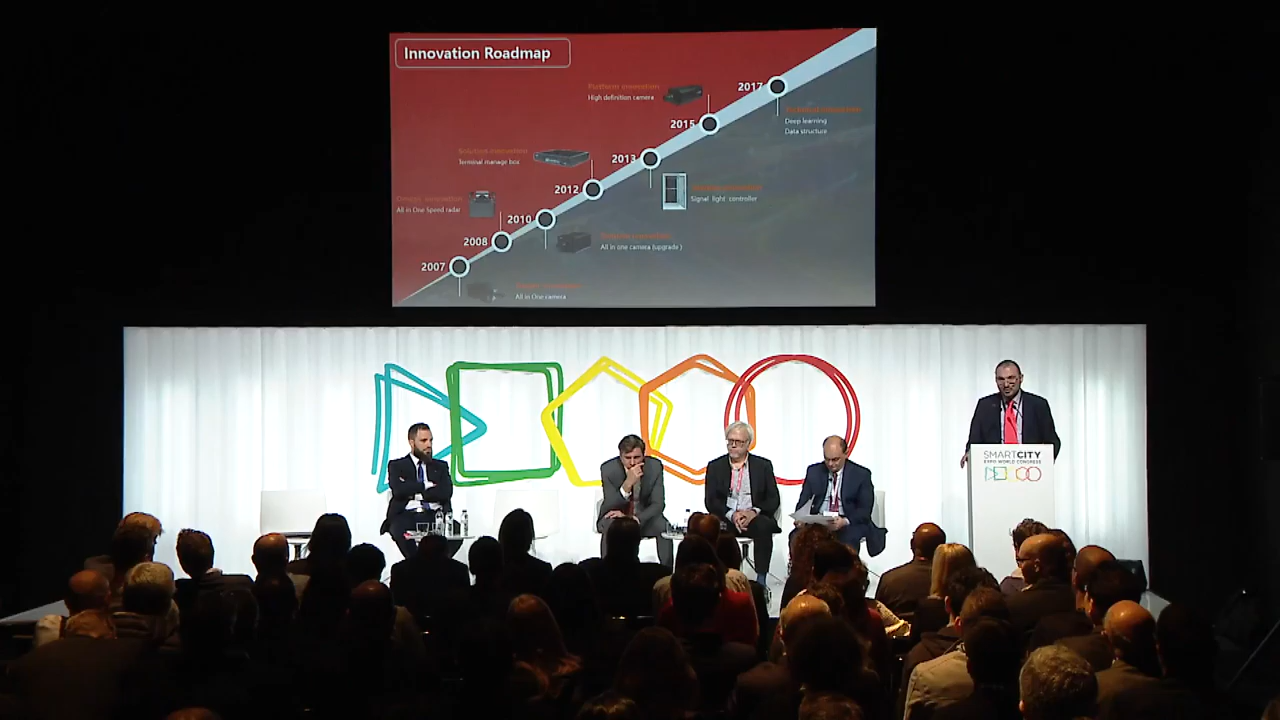 Innovation Roadmap
2017
High definition camera
Deep learning
Data structure
2015
2013
Terminal manage box
2012
Signal light controller
All in One Speed radar
2010
All in one camera (upgrade)
2008
2007
All in One camera
SMARTCITY
EXPO WORLD CONGRESS